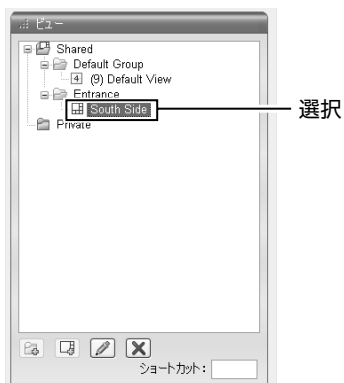 ビュー
Shared
Default Group
4 (9) Default View
Entrance
South Side
選択
Private
ショートカット：